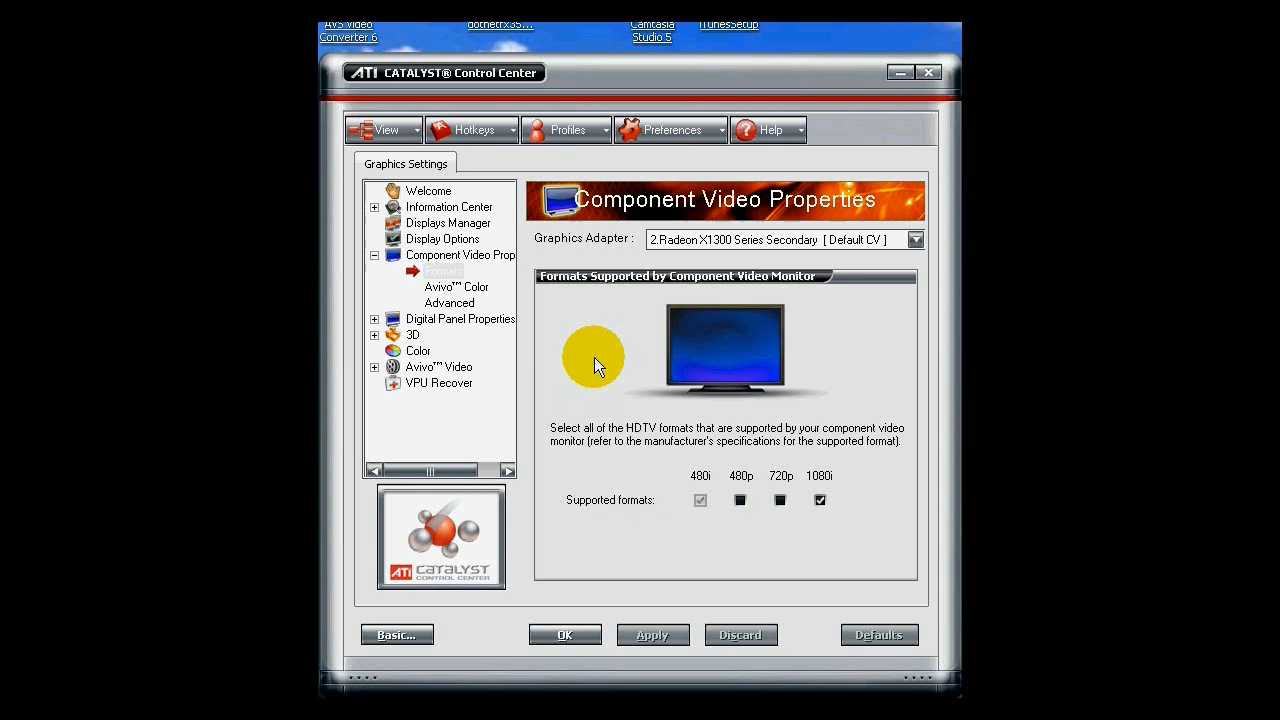 AVS Video
Converter 6
dotnetfx35...
Camtasia
Studio 5
iTunesSetup
ATI CATALYST® Control Center
View
Hotkeys
Profiles
Preferences
Help
Graphics Settings
Welcome
Information Center
Displays Manager
Display Options
Component Video Prop
Formats
Avivo™ Color
Advanced
Digital Panel Properties
3D
Color
Avivo™ Video
VPU Recover
ATI CATALYST
CONTROL CENTER
Component Video Properties
Graphics Adapter :
2.Radeon X1300 Series Secondary [ Default CV ]
Formats Supported by Component Video Monitor
Select all of the HDTV formats that are supported by your component video
monitor (refer to the manufacturer's specifications for the supported format).
480i 480p 720p 1080i
Supported formats:
Basic...
OK
Apply
Discard
Defaults